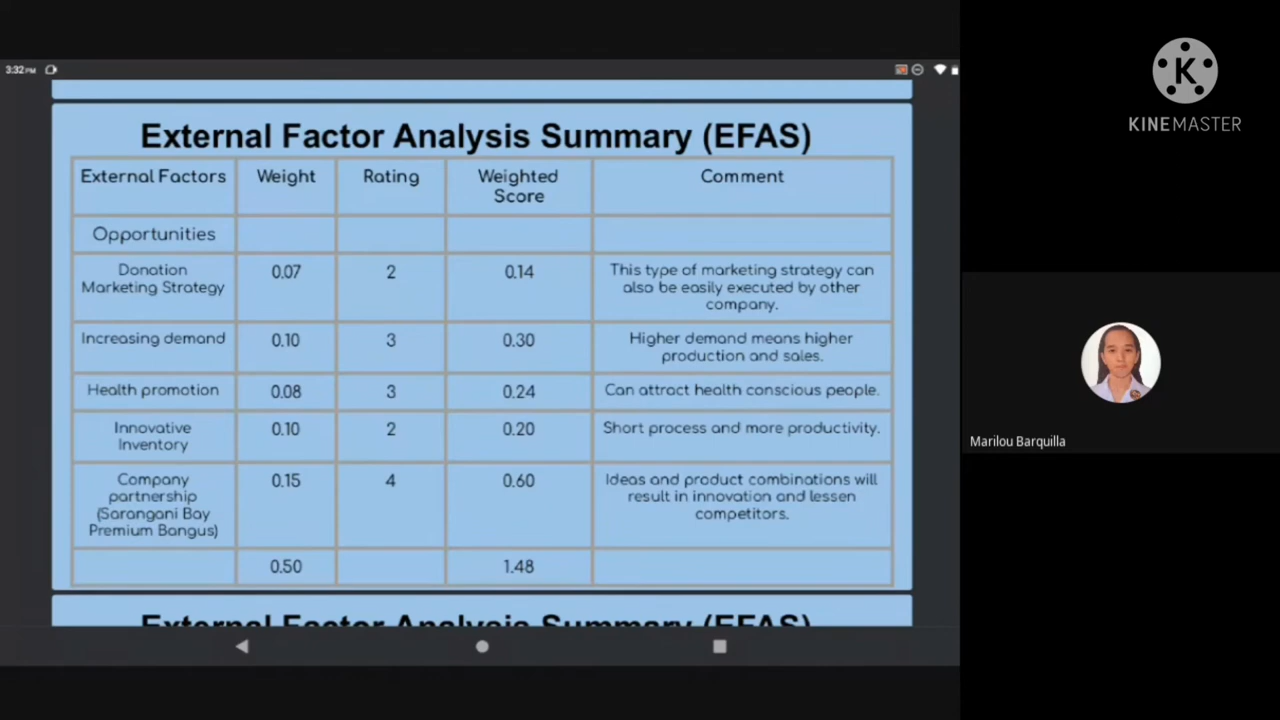 3:32 PM
External Factor Analysis Summary (EFAS)
External Factors Weight Rating Weighted Score Comment
Opportunities
Donation Marketing Strategy 0.07 2 0.14 This type of marketing strategy can also be easily executed by other company.
Increasing demand 0.10 3 0.30 Higher demand means higher production and sales.
Health promotion 0.08 3 0.24 Can attract health conscious people.
Innovative Inventory 0.10 2 0.20 Short process and more productivity.
Company partnership (Sarangani Bay Premium Bangus) 0.15 4 0.60 Ideas and product combinations will result in innovation and lessen competitors.
0.50 1.48
External Factor Analysis Summary (EFAS)
K
KINEMASTER
Marilou Barquilla